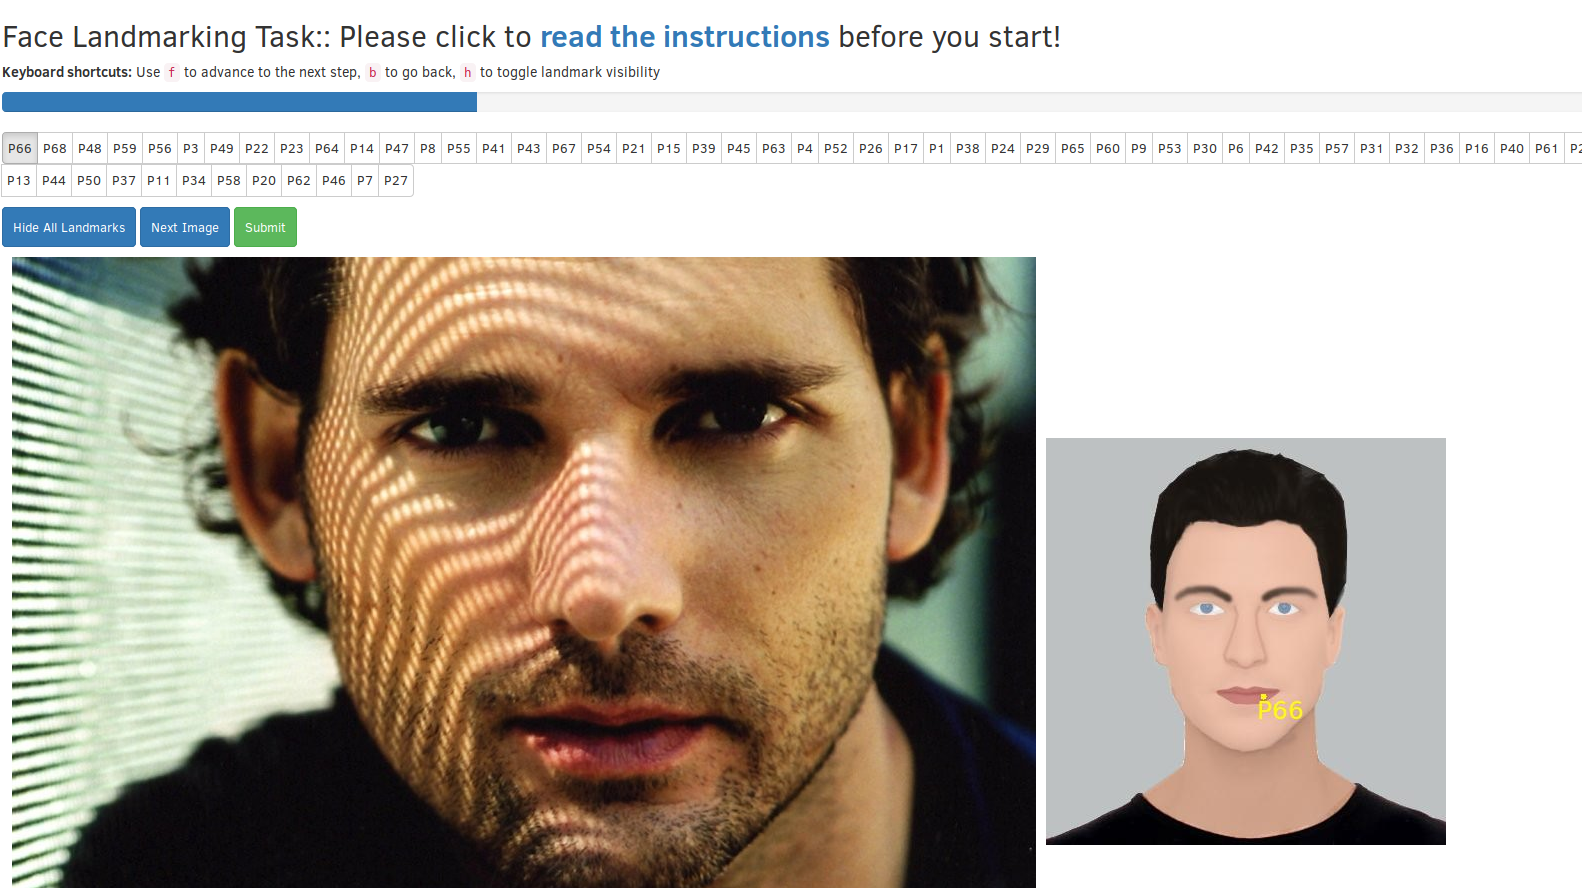 Face Landmarking Task:: Please click to read the instructions before you start!
Keyboard shortcuts: Use f to advance to the next step, b to go back, h to toggle landmark visibility
P66 P68 P48 P59 P56 P3 P49 P22 P23 P64 P14 P47 P8 P55 P41 P43 P67 P54 P21 P15 P39 P45 P63 P4 P52 P26 P17 P1 P38 P24 P29 P65 P60 P9 P53 P30 P6 P42 P35 P57 P31 P32 P36 P16 P40 P61
P13 P44 P50 P37 P11 P34 P58 P20 P62 P46 P7 P27
Hide All Landmarks Next Image Submit
P66